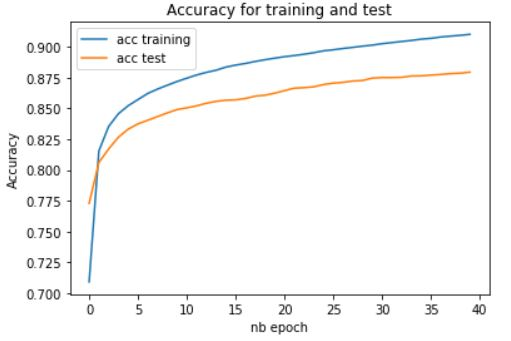 Accuracy for training and test
acc training
acc test
0.900
0.875
0.850
0.825
0.800
0.775
0.750
0.725
0.700
Accuracy
0 5 10 15 20 25 30 35 40
nb epoch